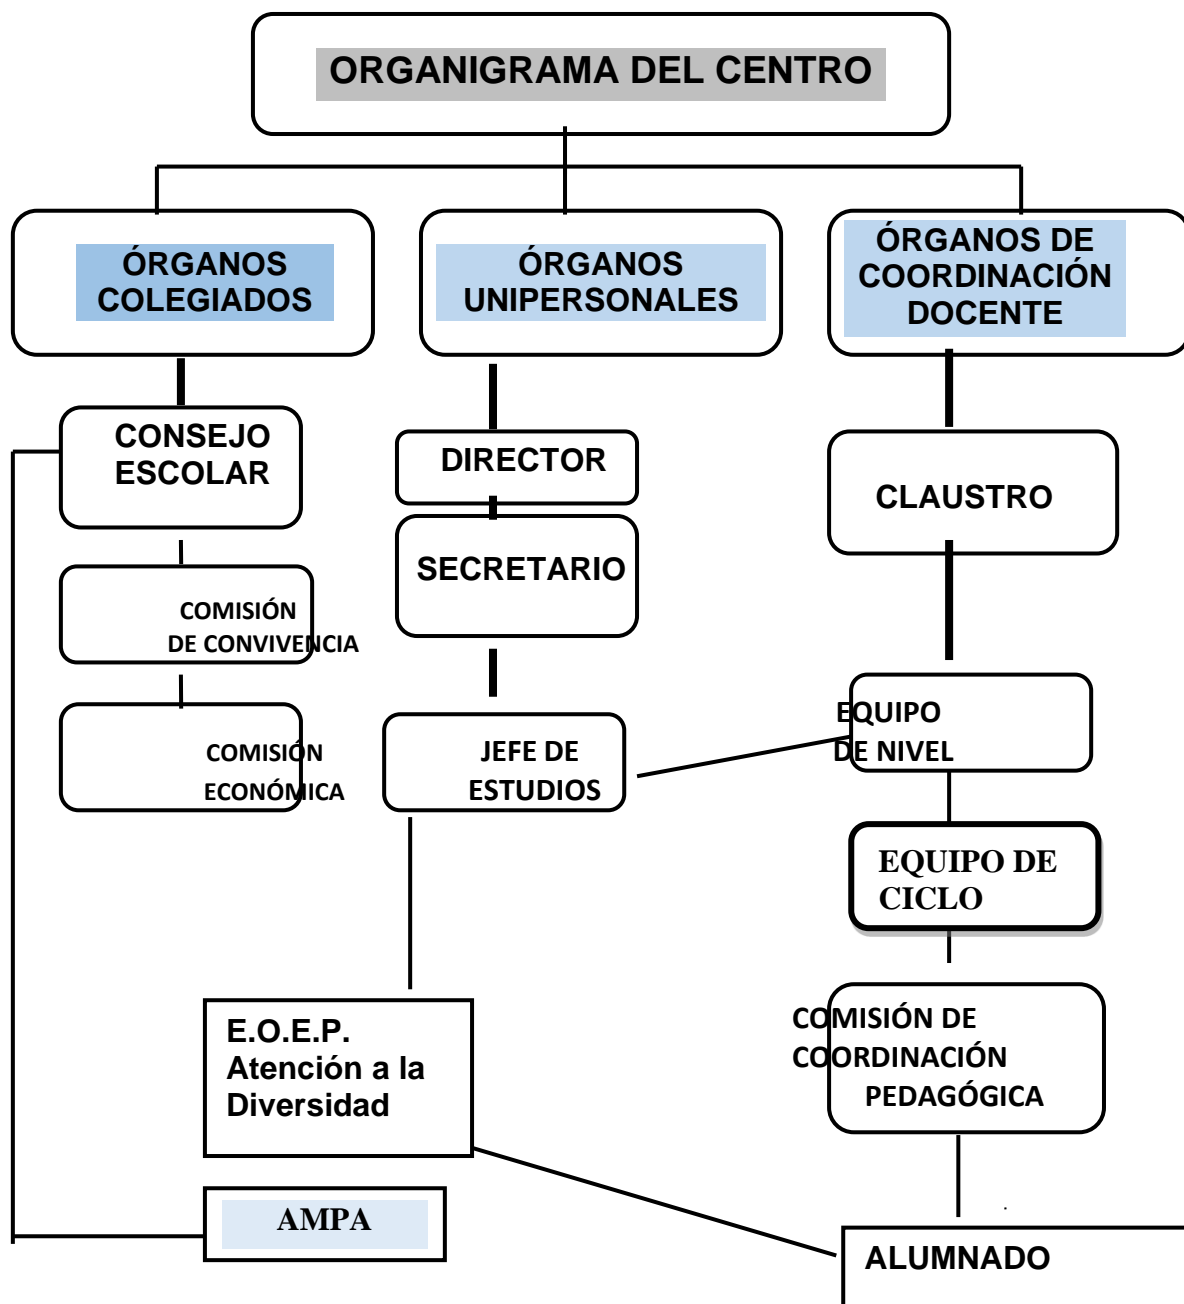 ORGANIGRAMA DEL CENTRO
ÓRGANOS
COLEGIADOS
ÓRGANOS
UNIPERSONALES
ÓRGANOS DE
COORDINACIÓN
DOCENTE
CONSEJO
ESCOLAR
DIRECTOR
CLAUSTRO
SECRETARIO
COMISIÓN
DE CONVIVENCIA
EQUIPO
DE NIVEL
COMISIÓN
ECONÓMICA
JEFE DE
ESTUDIOS
EQUIPO DE
CICLO
E.O.E.P.
Atención a la
Diversidad
COMISIÓN DE
COORDINACIÓN
PEDAGÓGICA
AMPA
.
ALUMNADO